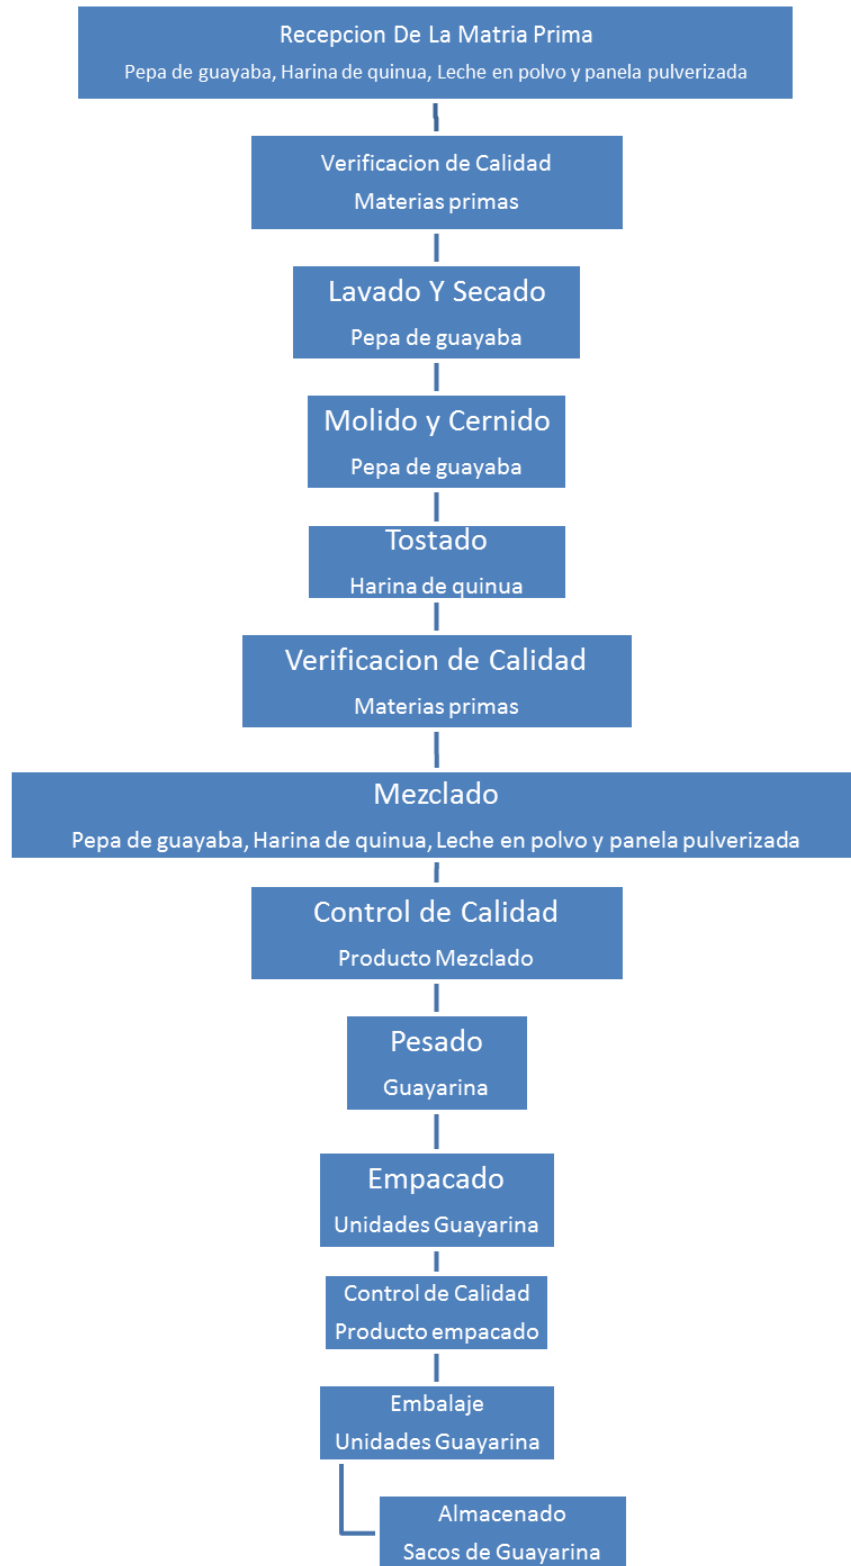 Recepcion De La Matria Prima
Pepa de guayaba, Harina de quinua, Leche en polvo y panela pulverizada
Verificacion de Calidad
Materias primas
Lavado Y Secado
Pepa de guayaba
Molido y Cernido
Pepa de guayaba
Tostado
Harina de quinua
Verificacion de Calidad
Materias primas
Mezclado
Pepa de guayaba, Harina de quinua, Leche en polvo y panela pulverizada
Control de Calidad
Producto Mezclado
Pesado
Guayarina
Empacado
Unidades Guayarina
Control de Calidad
Producto empacado
Embalaje
Unidades Guayarina
Almacenado
Sacos de Guayarina